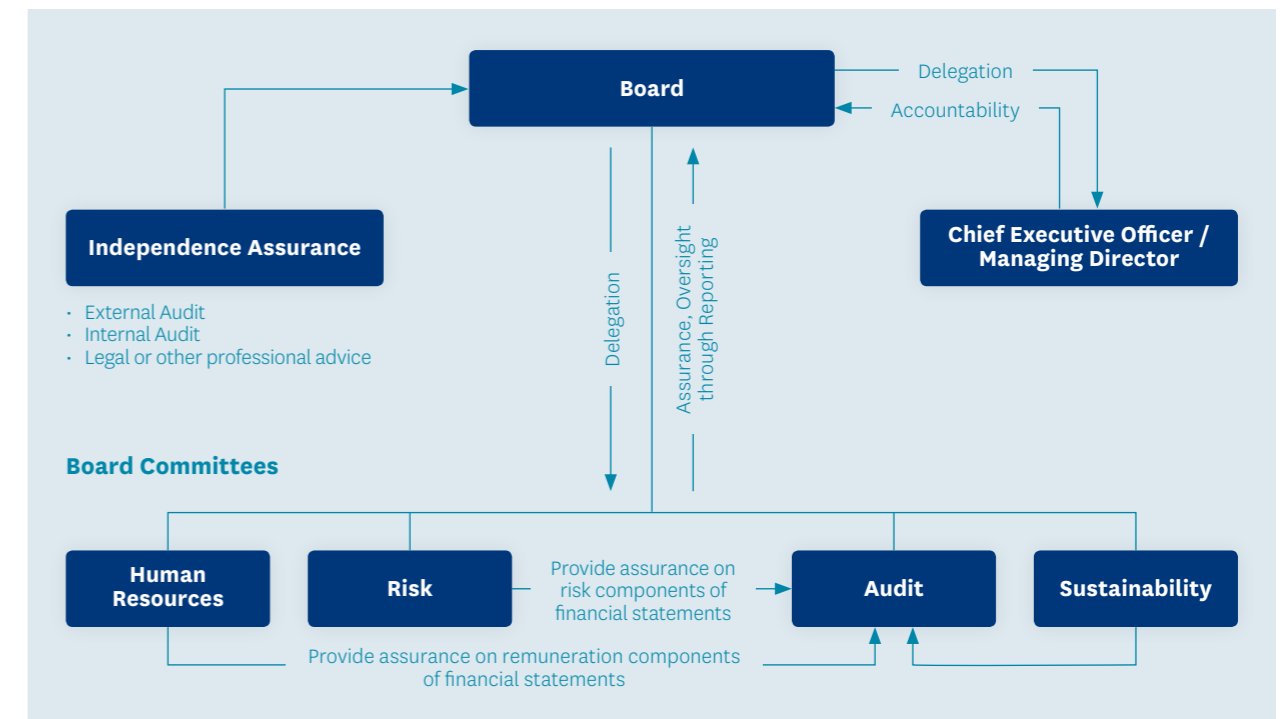 Board
Delegation
Accountability
Independence Assurance
Chief Executive Officer /
Managing Director
· External Audit
· Internal Audit
· Legal or other professional advice
Delegation
Assurance, Oversight
through Reporting
Board Committees
Human
Resources
Risk
Provide assurance on
risk components of
financial statements
Audit
Sustainability
Provide assurance on remuneration components
of financial statements